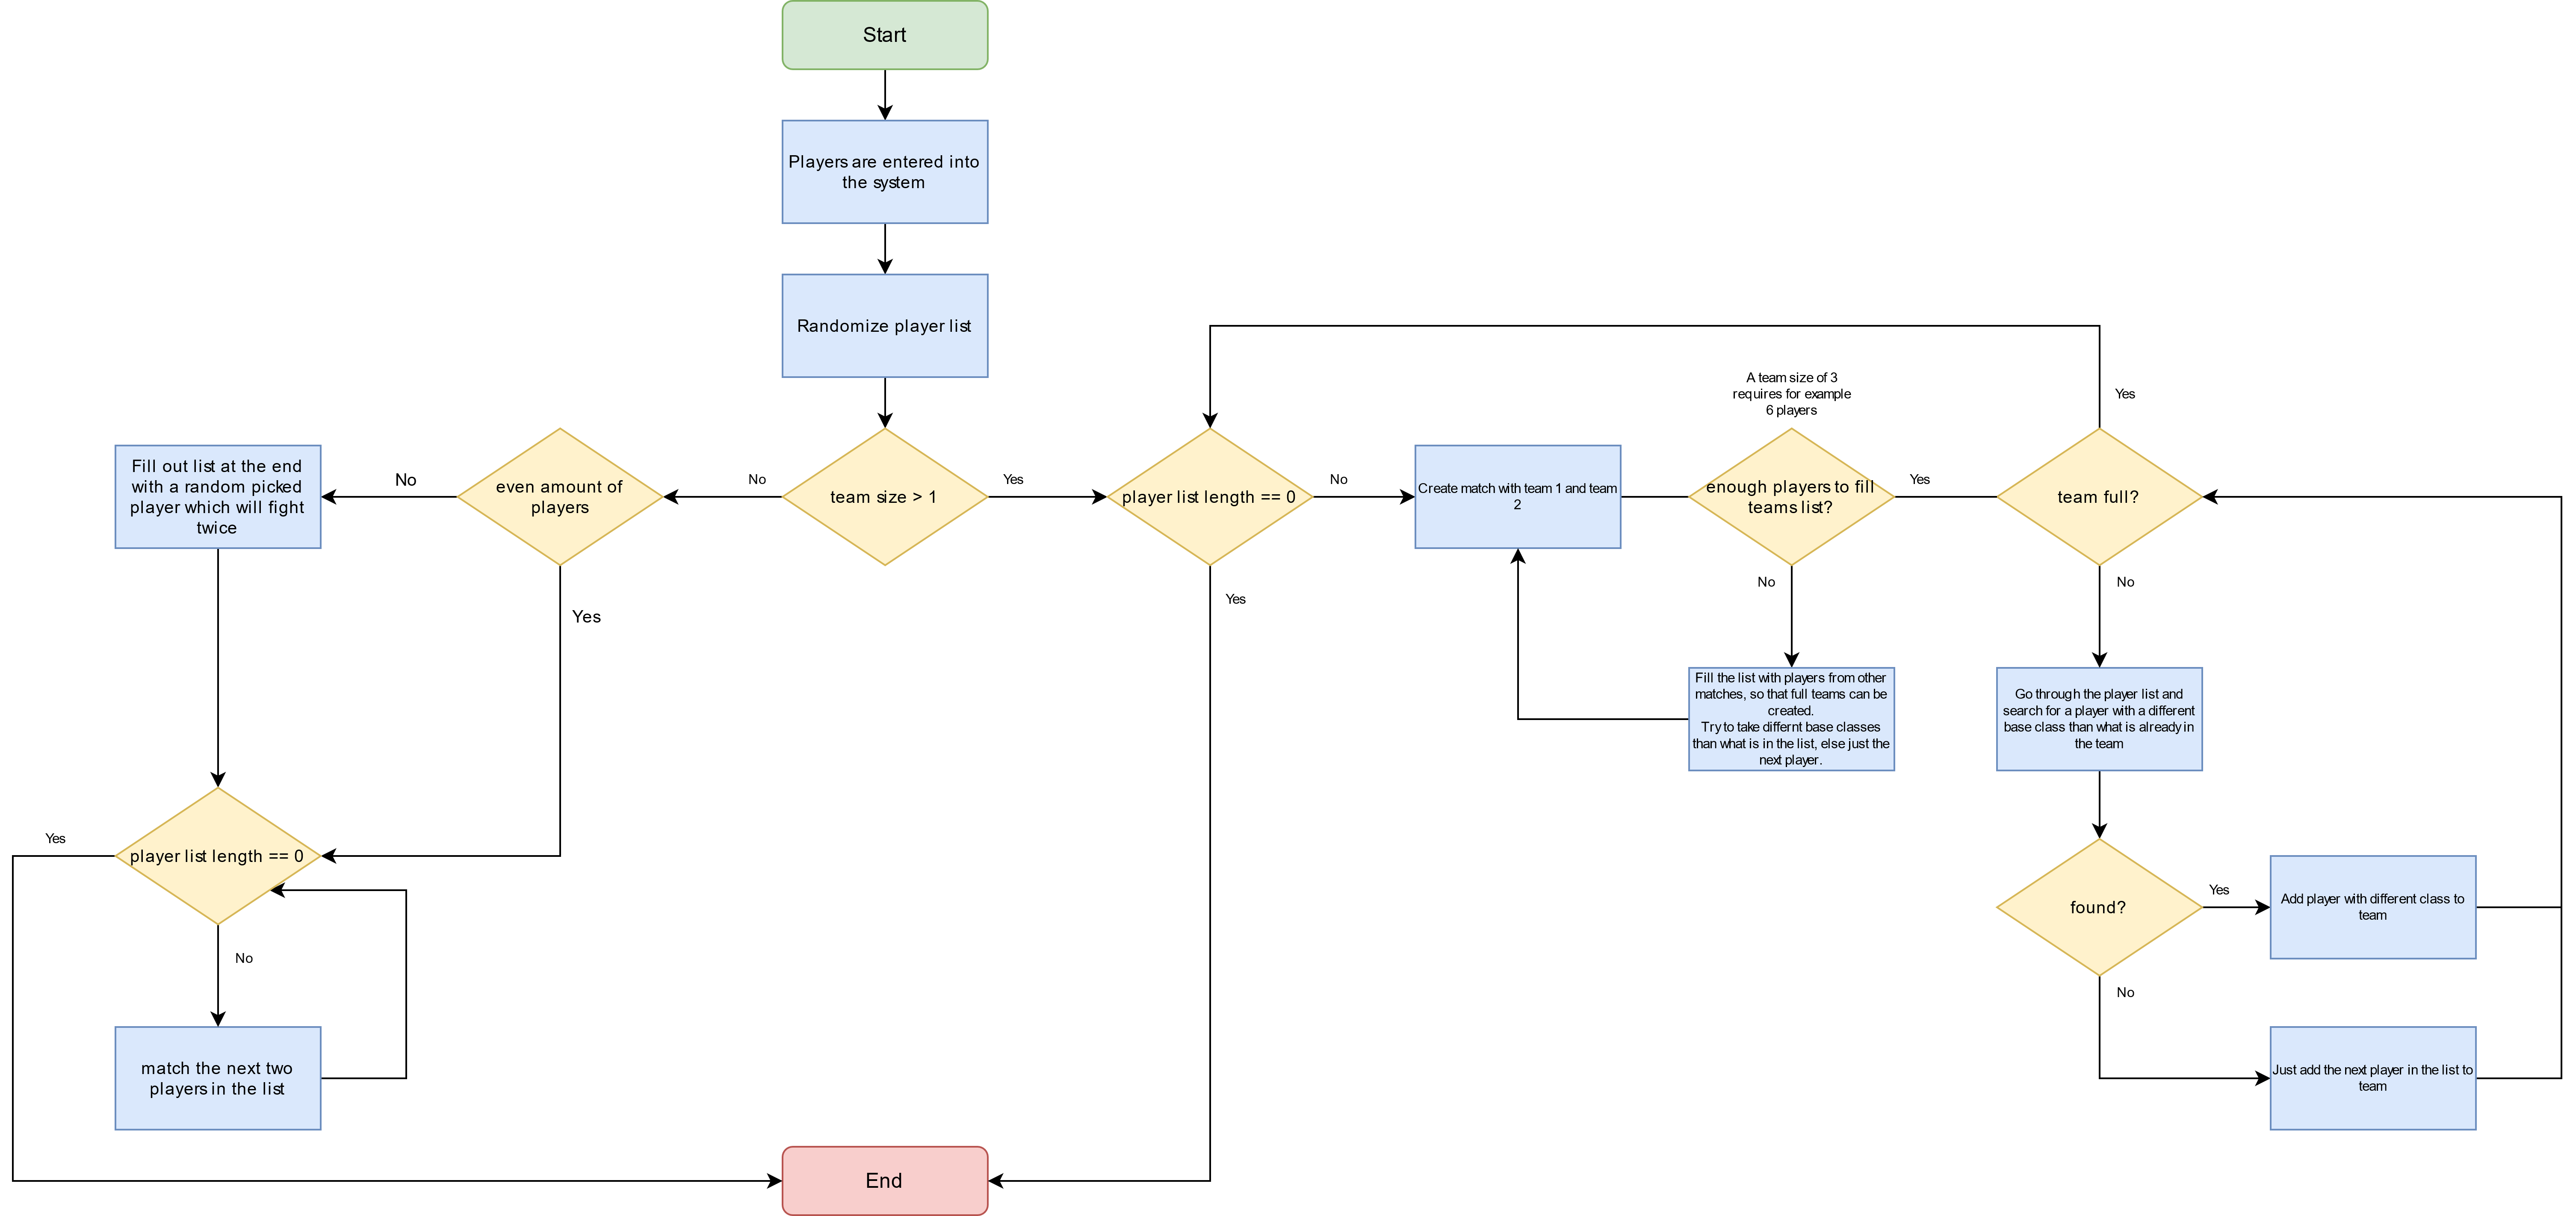 Start
Players are entered into
the system
Randomize player list
A team size of 3
requires for example
6 players
Yes
Fill out list at the end
with a random picked
player which will fight
twice
No
even amount of
players
No
team size > 1
Yes
player list length == 0
No
Create match with team 1 and team
2
enough players to fill
teams list?
Yes
team full?
No
No
Yes
Yes
Fill the list with players from other
matches, so that full teams can be
created.
Try to take differnt base classes
than what is in the list, else just the
next player.
Go through the player list and
search for a player with a different
base class than what is already in
the team
Yes
player list length == 0
found?
Yes
Add player with different class to
team
No
No
match the next two
players in the list
Just add the next player in the list to
team
End